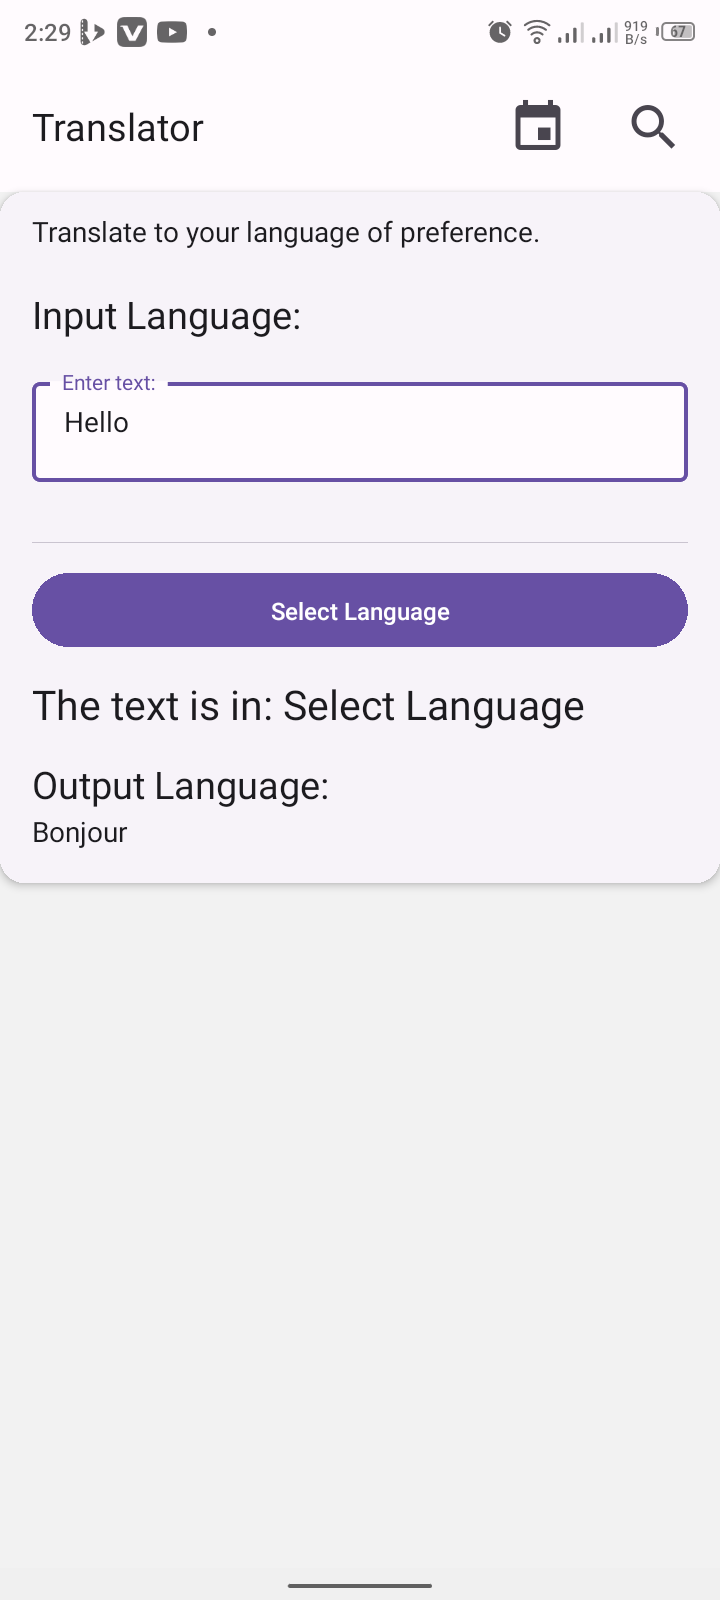 2:29
919
B/s
67
Translator
Translate to your language of preference.
Input Language:
Enter text:
Hello
Select Language
The text is in: Select Language
Output Language:
Bonjour